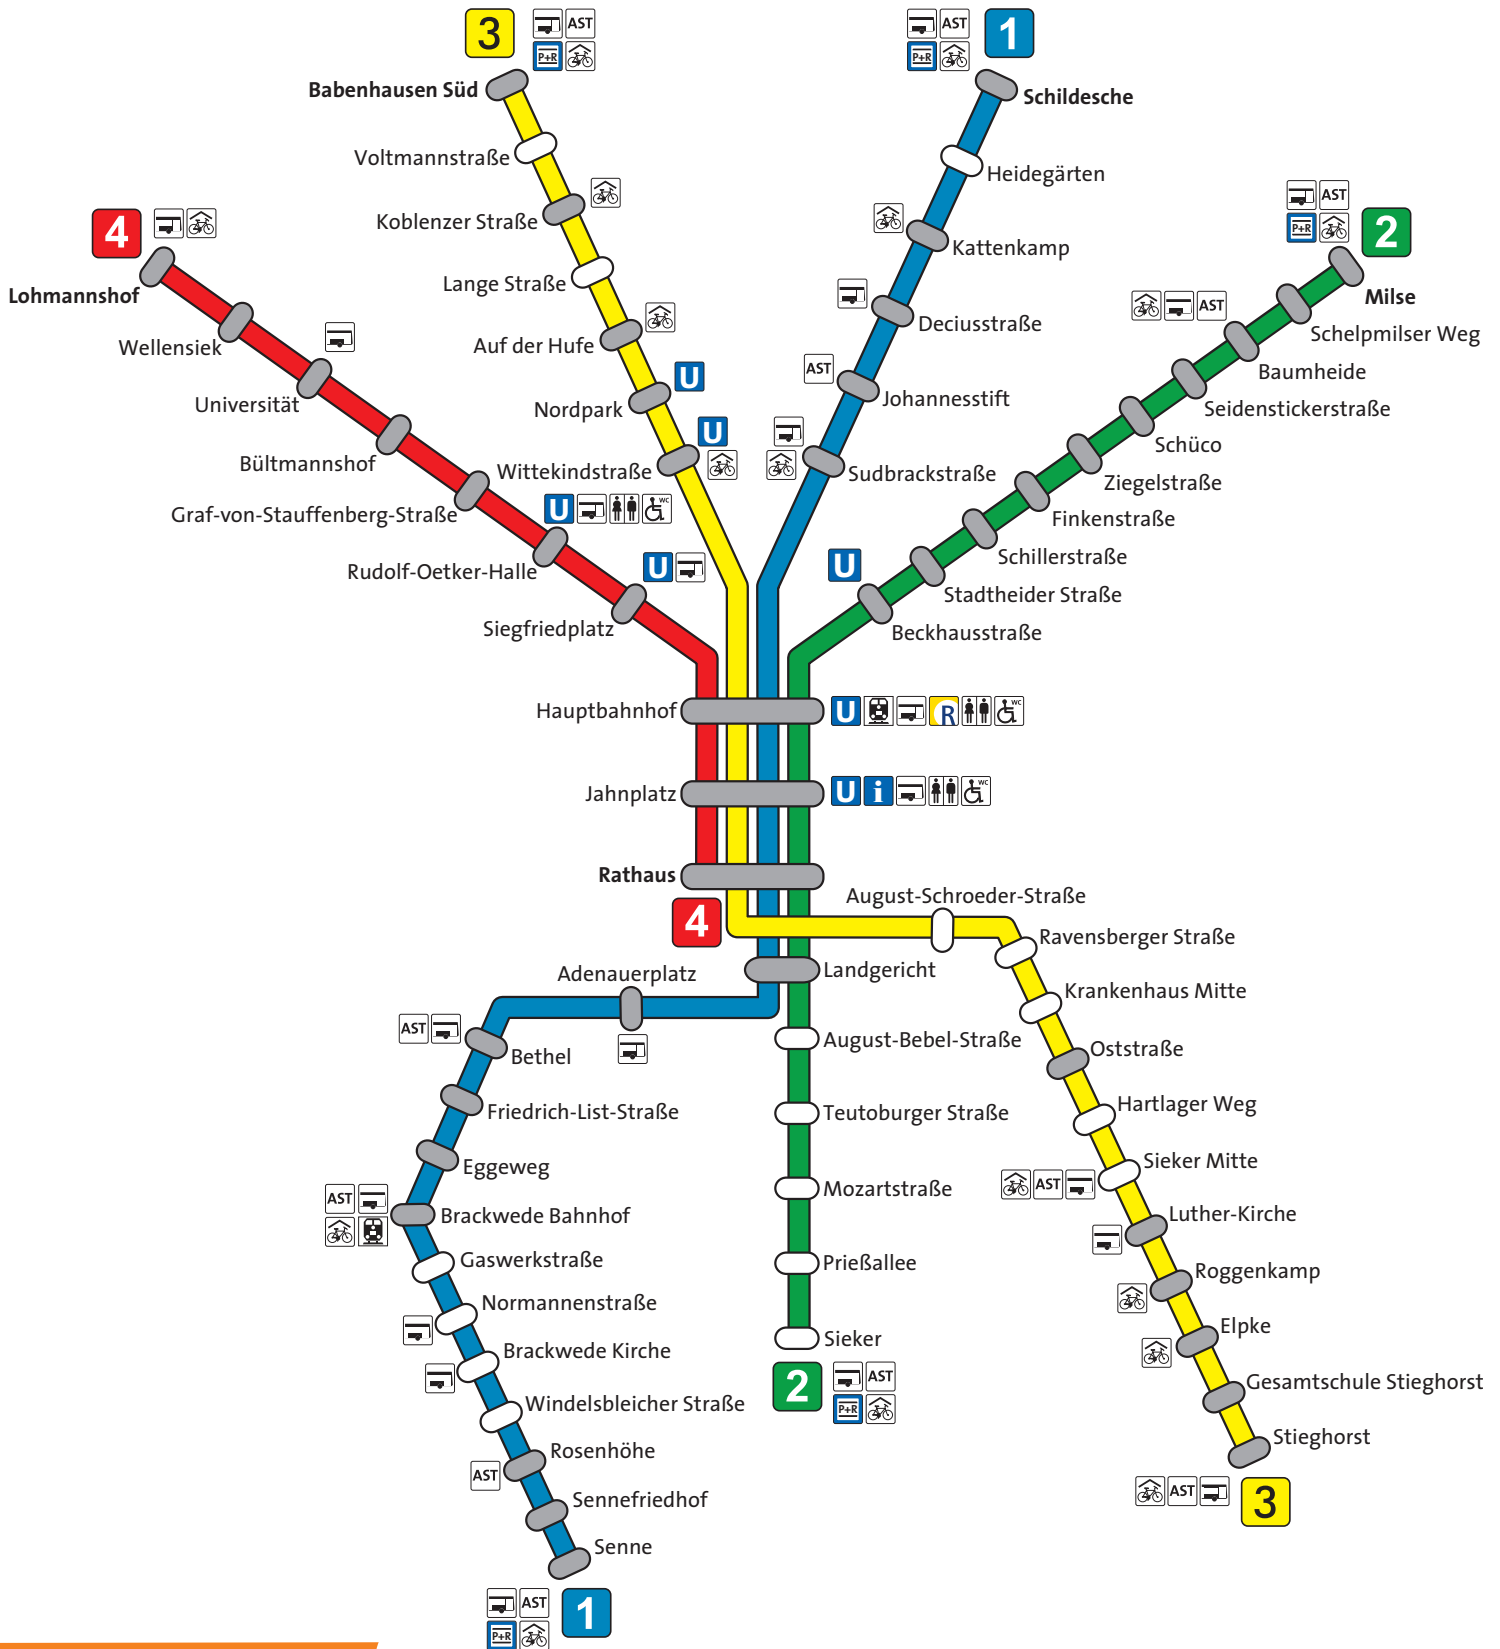 3
AST
P+R
AST
P+R
1
Babenhausen Süd
Schildesche
Voltmannstraße
Heidegärten
Koblenzer Straße
AST
P+R
2
4
Kattenkamp
Lohmannshof
Lange Straße
Milse
AST
Deciusstraße
Schelpmilser Weg
Wellensiek
Auf der Hufe
AST
Baumheide
Universität
U
Johannesstift
Seidenstickerstraße
Nordpark
U
Schüco
Bültmannshof
Wittekindstraße
Sudbrackstraße
Ziegelstraße
Graf-von-Stauffenberg-Straße
U
WC
Finkenstraße
Schillerstraße
Rudolf-Oetker-Halle
U
U
Stadtheider Straße
Siegfriedplatz
Beckhausstraße
Hauptbahnhof
U
R
WC
Jahnplatz
U
i
WC
Rathaus
August-Schroeder-Straße
4
Ravensberger Straße
Adenauerplatz
Landgericht
Krankenhaus Mitte
AST
Bethel
August-Bebel-Straße
Oststraße
Friedrich-List-Straße
Teutoburger Straße
Hartlager Weg
Eggeweg
Sieker Mitte
AST
AST
Mozartstraße
Brackwede Bahnhof
Luther-Kirche
Gaswerkstraße
Prießallee
Roggenkamp
Normannenstraße
Elpke
Sieker
Brackwede Kirche
2
AST
P+R
Gesamtschule Stieghorst
Windelsbleicher Straße
Stieghorst
Rosenhöhe
AST
AST
3
Sennefriedhof
Senne
AST
P+R
1